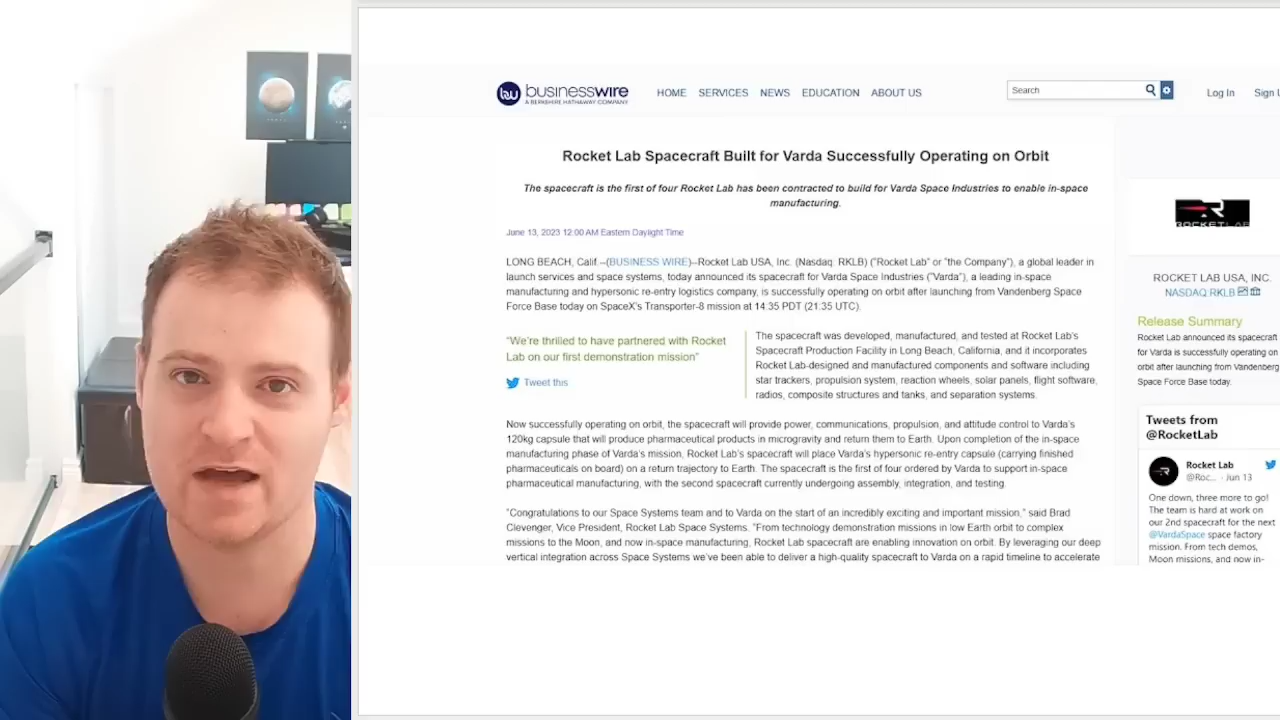 businesswire
A BERKSHIRE HATHAWAY COMPANY
HOME SERVICES NEWS EDUCATION ABOUT US
Search
Log In
Sign U
Rocket Lab Spacecraft Built for Varda Successfully Operating on Orbit
The spacecraft is the first of four Rocket Lab has been contracted to build for Varda Space Industries to enable in-space
manufacturing.
June 13, 2023 12:00 AM Eastern Daylight Time
LONG BEACH, Calif.--(BUSINESS WIRE)--Rocket Lab USA, Inc. (Nasdaq: RKLB) ("Rocket Lab" or "the Company"), a global leader in
launch services and space systems, today announced its spacecraft for Varda Space Industries ("Varda"), a leading in-space
manufacturing and hypersonic re-entry logistics company, is successfully operating on orbit after launching from Vandenberg Space
Force Base today on SpaceX's Transporter-8 mission at 14:35 PDT (21:35 UTC).
"We're thrilled to have partnered with Rocket
Lab on our first demonstration mission"
Tweet this
The spacecraft was developed, manufactured, and tested at Rocket Lab's
Spacecraft Production Facility in Long Beach, California, and it incorporates
Rocket Lab-designed and manufactured components and software including
star trackers, propulsion system, reaction wheels, solar panels, flight software,
radios, composite structures and tanks, and separation systems.
Now successfully operating on orbit, the spacecraft will provide power, communications, propulsion, and attitude control to Varda's
120kg capsule that will produce pharmaceutical products in microgravity and return them to Earth. Upon completion of the in-space
manufacturing phase of Varda's mission, Rocket Lab's spacecraft will place Varda's hypersonic re-entry capsule (carrying finished
pharmaceuticals on board) on a return trajectory to Earth. The spacecraft is the first of four ordered by Varda to support in-space
pharmaceutical manufacturing, with the second spacecraft currently undergoing assembly, integration, and testing.
"Congratulations to our Space Systems team and to Varda on the start of an incredibly exciting and important mission," said Brad
Clevenger, Vice President, Rocket Lab Space Systems. "From technology demonstration missions in low Earth orbit to complex
missions to the Moon, and now in-space manufacturing, Rocket Lab spacecraft are enabling innovation on orbit. By leveraging our deep
vertical integration across Space Systems we've been able to deliver a high-quality spacecraft to Varda on a rapid timeline to accelerate
ROCKETLAB
ROCKET LAB USA, INC.
NASDAQ:RKLB
Release Summary
Rocket Lab announced its spacecraft
for Varda is successfully operating on
orbit after launching from Vandenberg
Space Force Base today.
Tweets from
@RocketLab
Rocket Lab
@Roc... · Jun 13
One down, three more to go!
The team is hard at work on
our 2nd spacecraft for the next
@VardaSpace space factory
mission. From tech demos,
Moon missions, and now in-